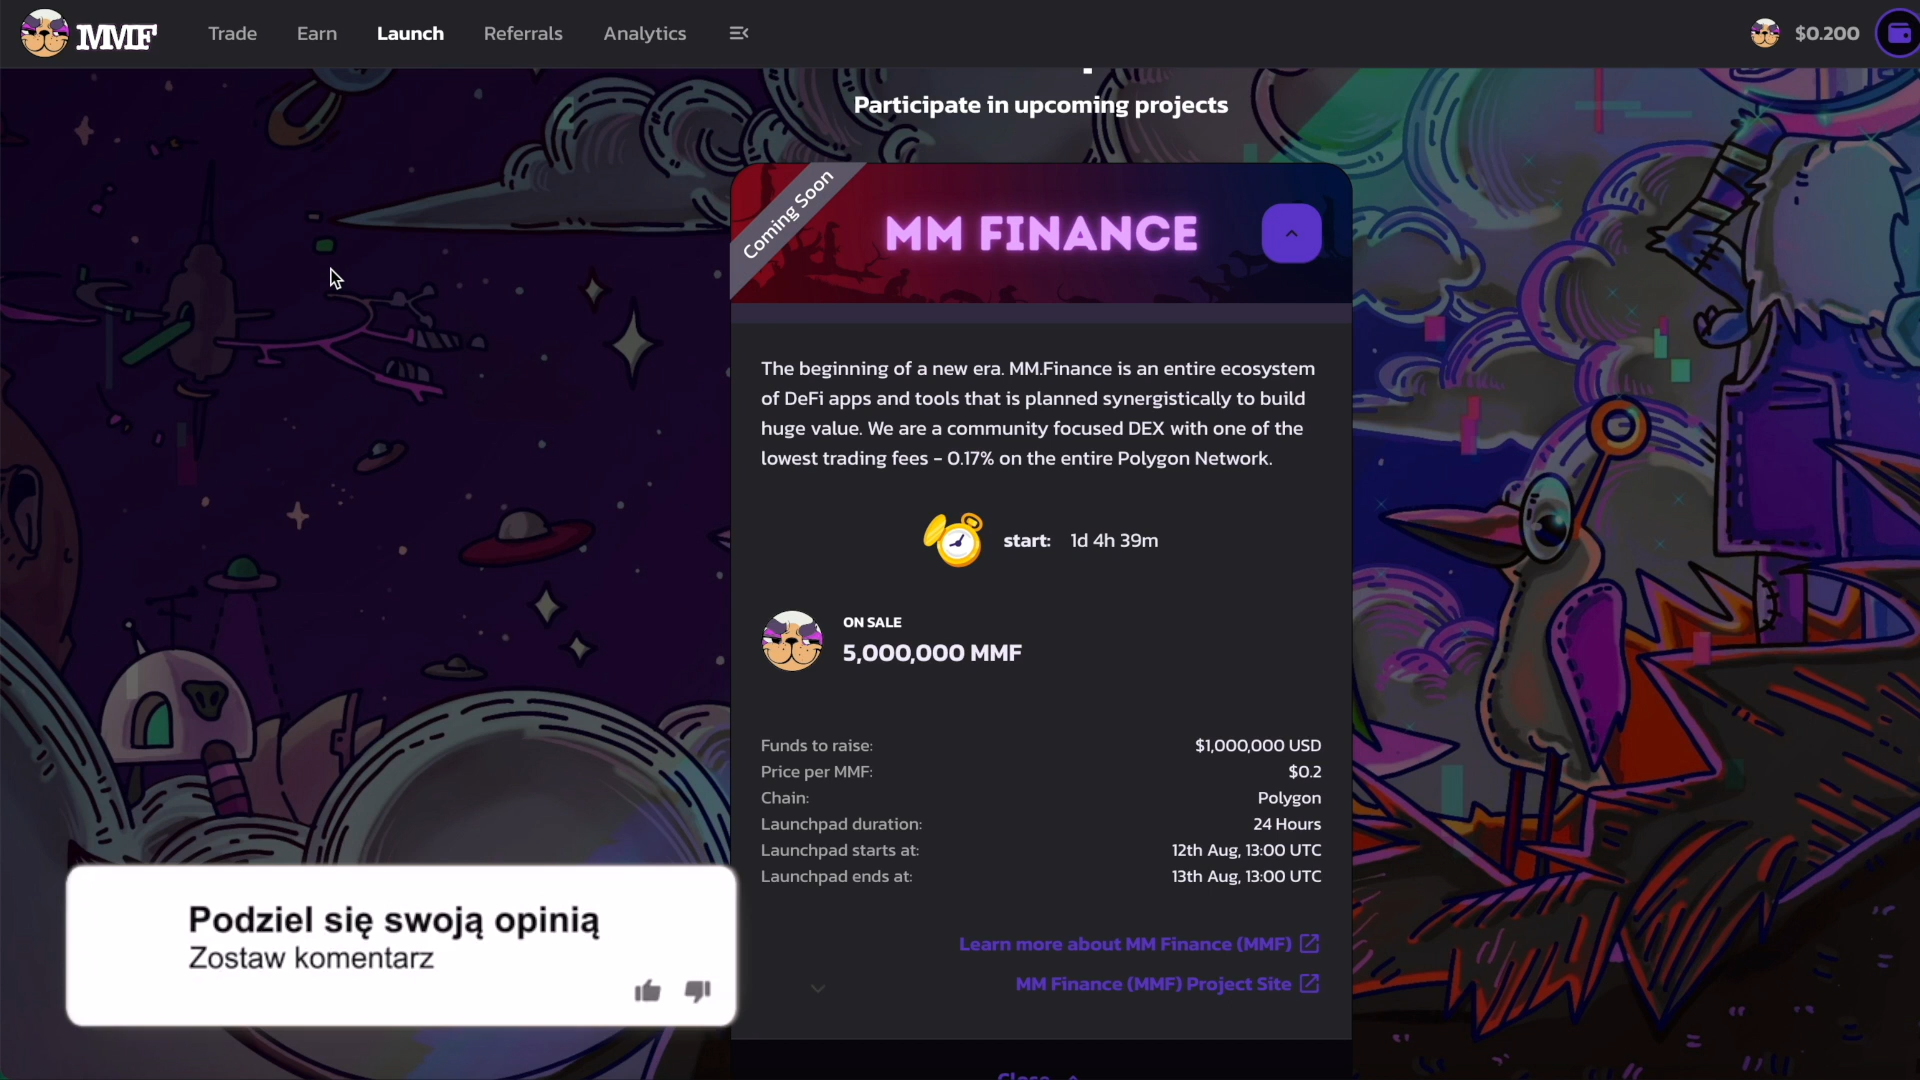 MMF
Trade
Earn
Launch
Referrals
Analytics
$0.200
Participate in upcoming projects
Coming Soon
MM FINANCE
The beginning of a new era. MM.Finance is an entire ecosystem
of DeFi apps and tools that is planned synergistically to build
huge value. We are a community focused DEX with one of the
lowest trading fees - 0.17% on the entire Polygon Network.
start: 1d 4h 39m
ON SALE
5,000,000 MMF
Funds to raise: $1,000,000 USD
Price per MMF: $0.2
Chain: Polygon
Launchpad duration: 24 Hours
Launchpad starts at: 12th Aug, 13:00 UTC
Launchpad ends at: 13th Aug, 13:00 UTC
Learn more about MM Finance (MMF)
MM Finance (MMF) Project Site
Podziel się swoją opinią
Zostaw komentarz